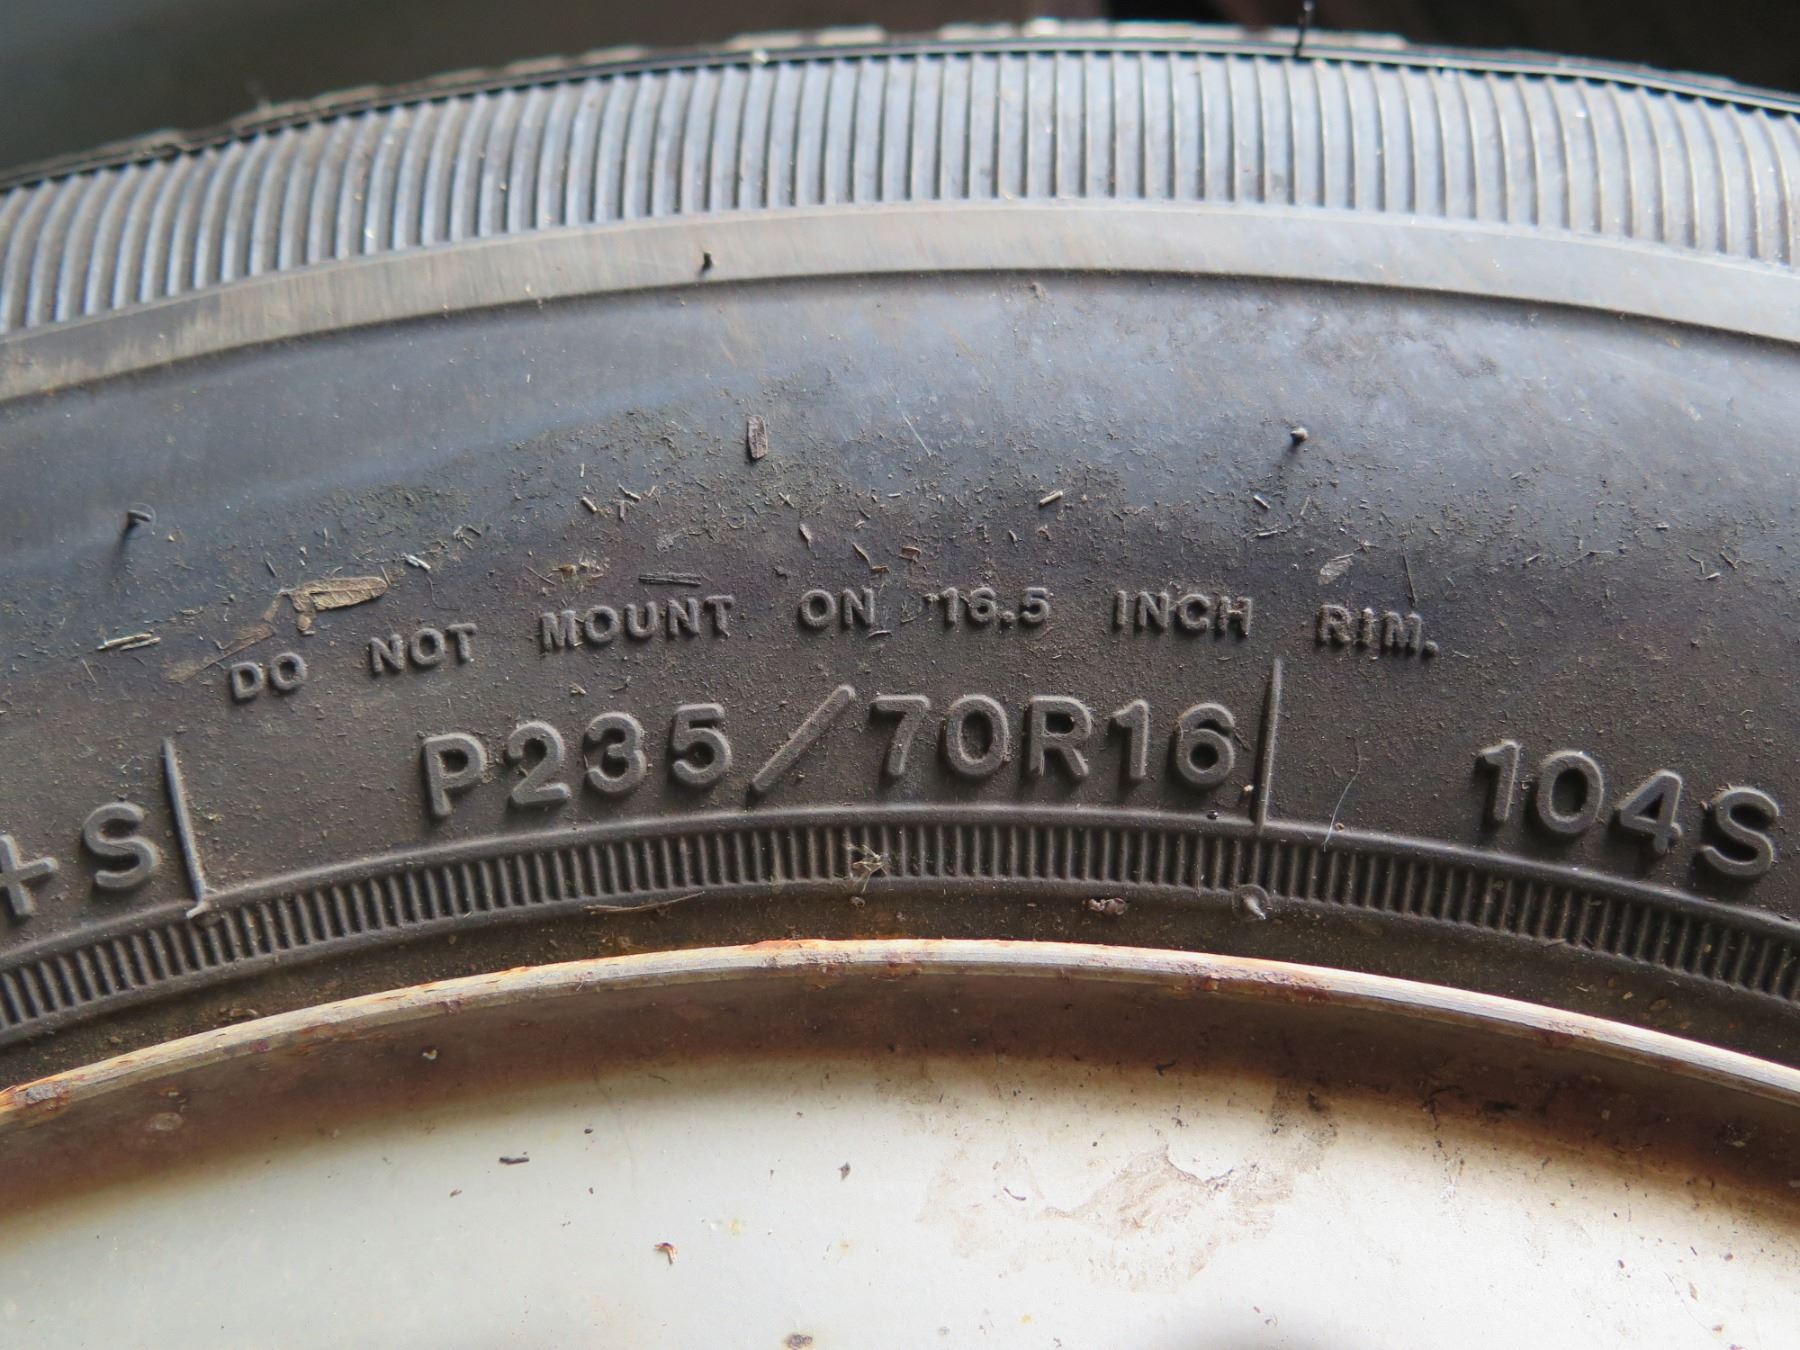 DO NOT MOUNT ON 16.5 INCH RIM.
+S P235/70R16 104S